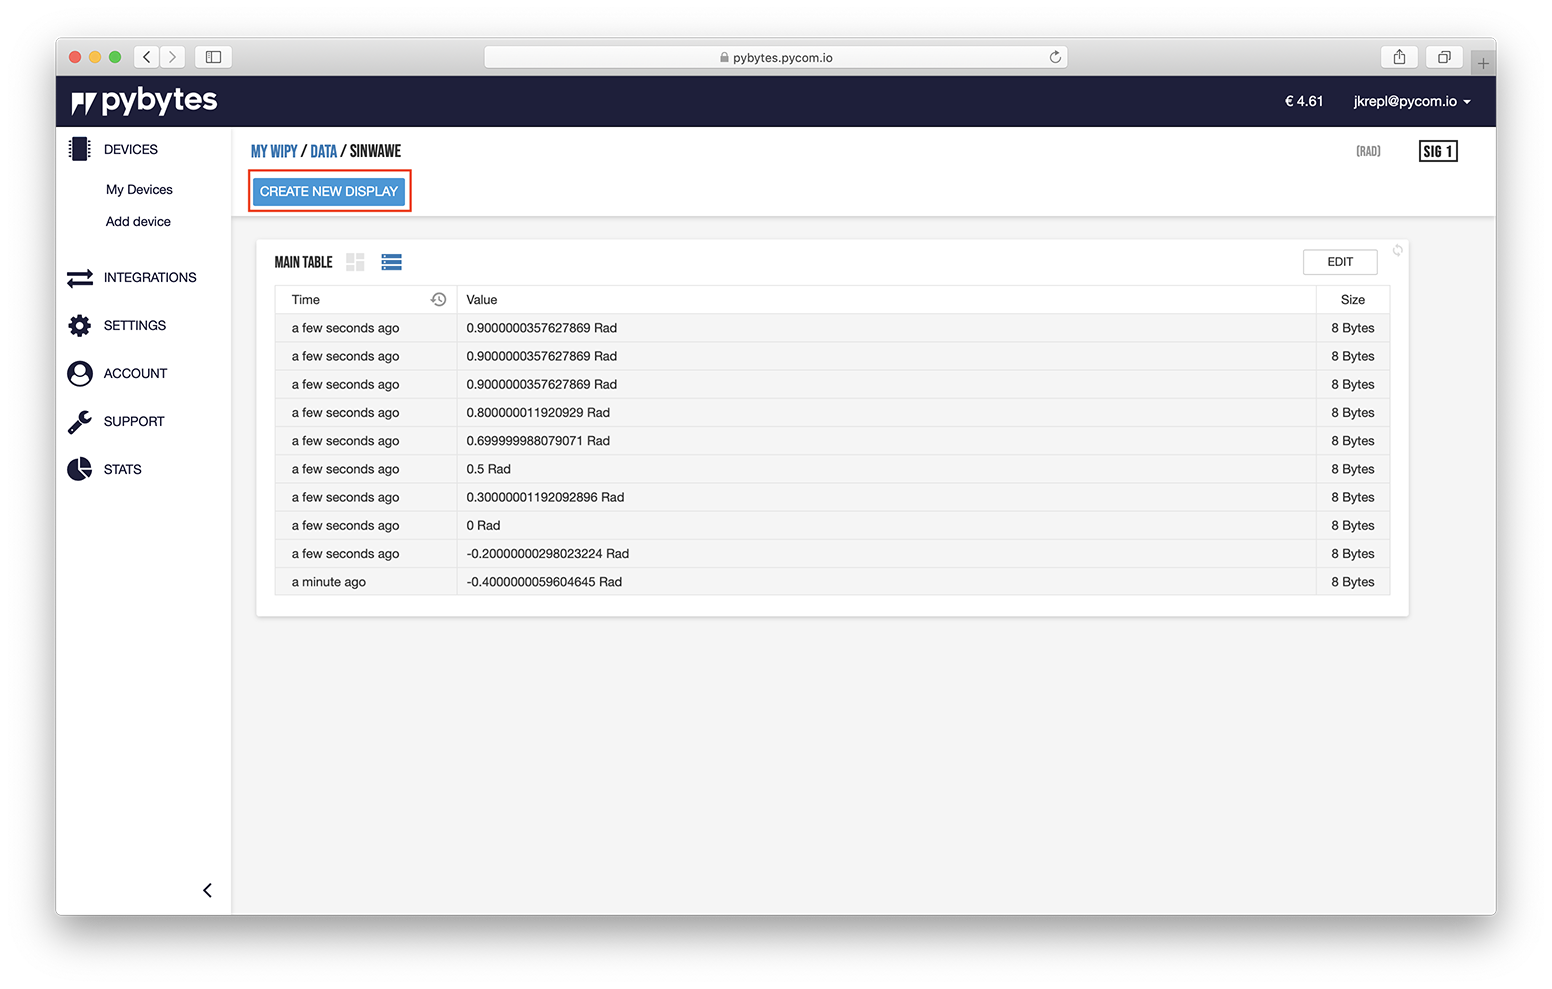 pybytes.pycom.io
pybytes
€ 4.61 jkrepl@pycom.io
DEVICES
My Devices
Add device
INTEGRATIONS
SETTINGS
ACCOUNT
SUPPORT
STATS
MY WIPY / DATA / SINWAWE
(RAD) SIG 1
CREATE NEW DISPLAY
MAIN TABLE EDIT
Time Value Size
a few seconds ago 0.9000000357627869 Rad 8 Bytes
a few seconds ago 0.9000000357627869 Rad 8 Bytes
a few seconds ago 0.9000000357627869 Rad 8 Bytes
a few seconds ago 0.800000011920929 Rad 8 Bytes
a few seconds ago 0.699999988079071 Rad 8 Bytes
a few seconds ago 0.5 Rad 8 Bytes
a few seconds ago 0.30000001192092896 Rad 8 Bytes
a few seconds ago 0 Rad 8 Bytes
a few seconds ago -0.20000000298023224 Rad 8 Bytes
a minute ago -0.4000000059604645 Rad 8 Bytes